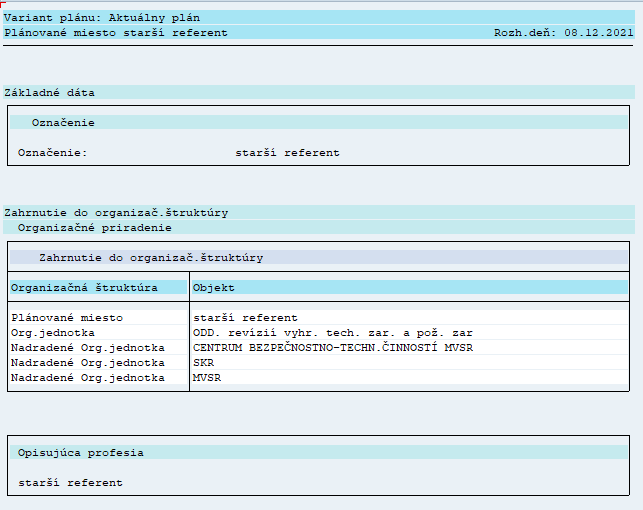 Variant plánu: Aktuálny plán
Plánované miesto starší referent Rozh.deň: 08.12.2021
Základné dáta
Označenie
Označenie: starší referent
Zahrnutie do organizač.štruktúry
Organizačné priradenie
Zahrnutie do organizač.štruktúry
Organizačná štruktúra Objekt
Plánované miesto starší referent
Org.jednotka ODD. revízií vyhr. tech. zar. a pož. zar
Nadradené Org.jednotka CENTRUM BEZPEČNOSTNO-TECHN.ČINNOSTÍ MVSR
Nadradené Org.jednotka SKR
Nadradené Org.jednotka MVSR
Opisujúca profesia
starší referent